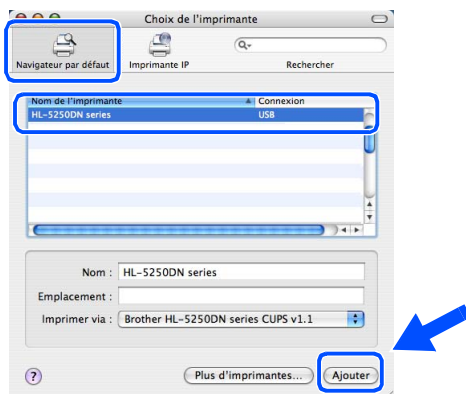 Choix de l'imprimante
Q-
Navigateur par défaut Imprimante IP Rechercher
Nom de l'imprimante Connexion
HL-5250DN series USB
Nom : HL-5250DN series
Emplacement :
Imprimer via : Brother HL-5250DN series CUPS v1.1
? Plus d'imprimantes... Ajouter